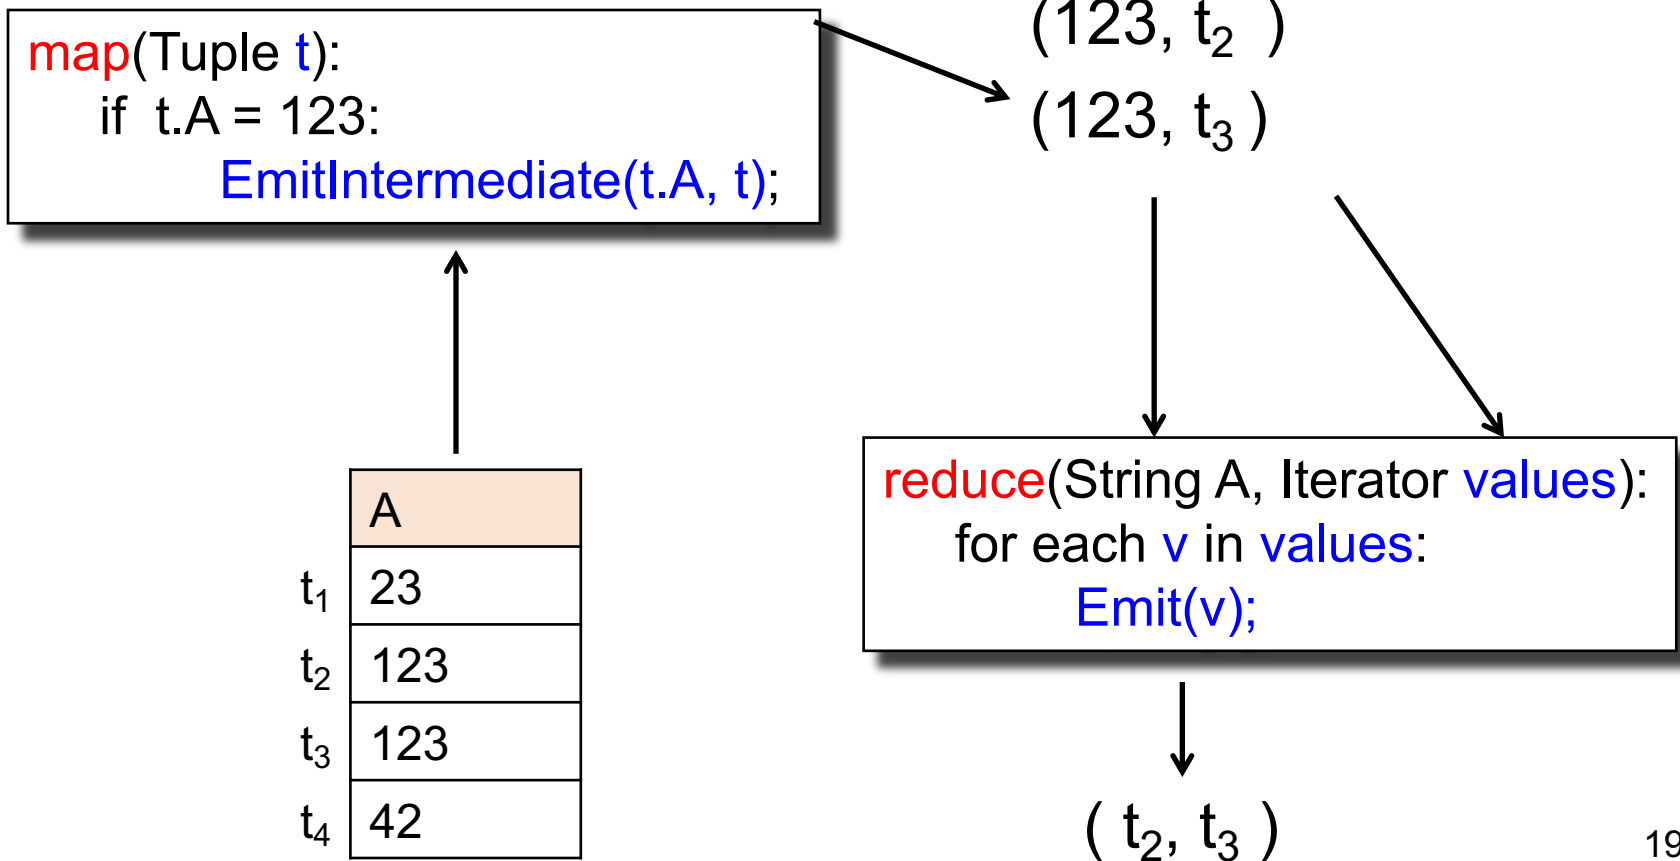 map(Tuple t):
if t.A = 123:
EmitIntermediate(t.A, t);
(123, t₂ )
(123, t₃ )
A
t₁ 23
t₂ 123
t₃ 123
t₄ 42
reduce(String A, Iterator values):
for each v in values:
Emit(v);
( t₂, t₃ )
19